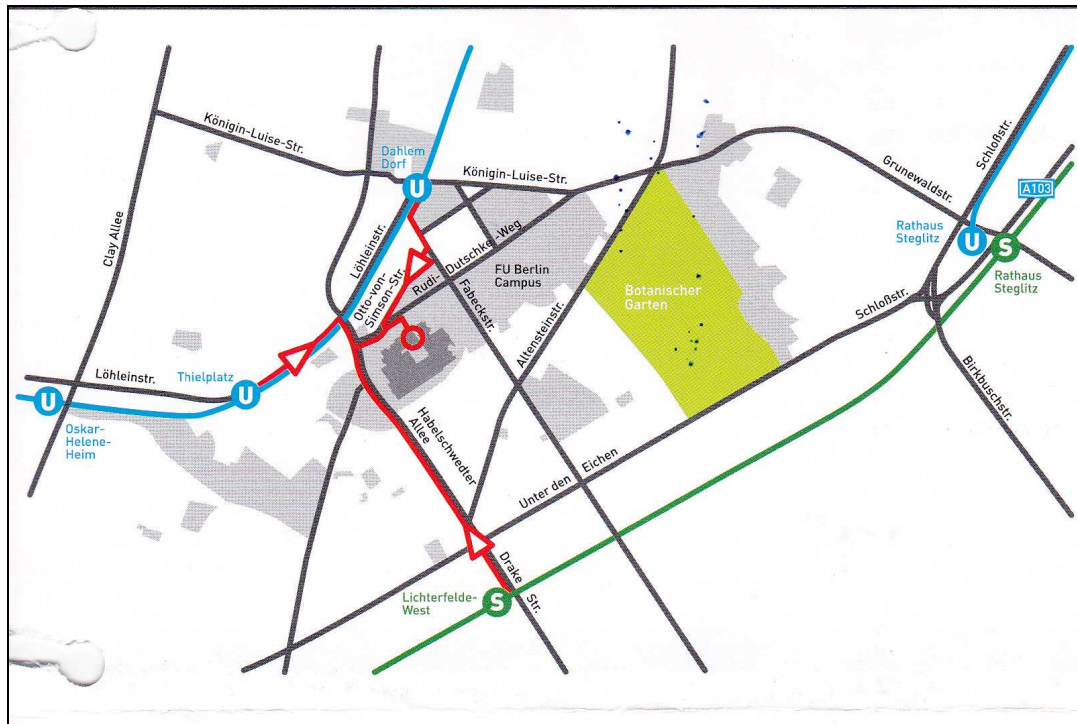 Königin-Luise-Str.
Dahlem
Dorf
U
Königin-Luise-Str.
Grunewaldstr.
Schloßstr.
A103
Clay Allee
Löhleinstr.
Otto-von-
Simson-Str.
Rudi-Dutschke-Weg
FU Berlin
Campus
Fabeckstr.
Altensteinstr.
Botanischer
Garten
Schloßstr.
Rathaus
Steglitz
U
S
Rathaus
Steglitz
Birkbuschstr.
Löhleinstr.
Thielplatz
U
U
Oskar-
Helene-
Heim
Habelschwedter
Allee
Unter den Eichen
Drake Str.
Lichterfelde-
West
S